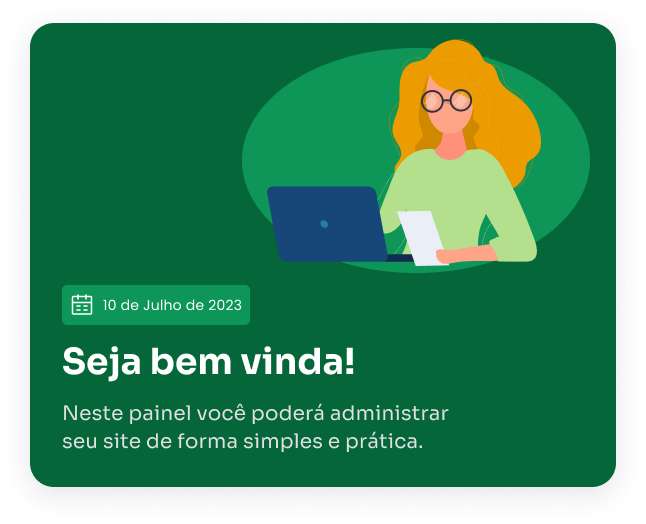 10 de Julho de 2023
Seja bem vinda!
Neste painel você poderá administrar
seu site de forma simples e prática.